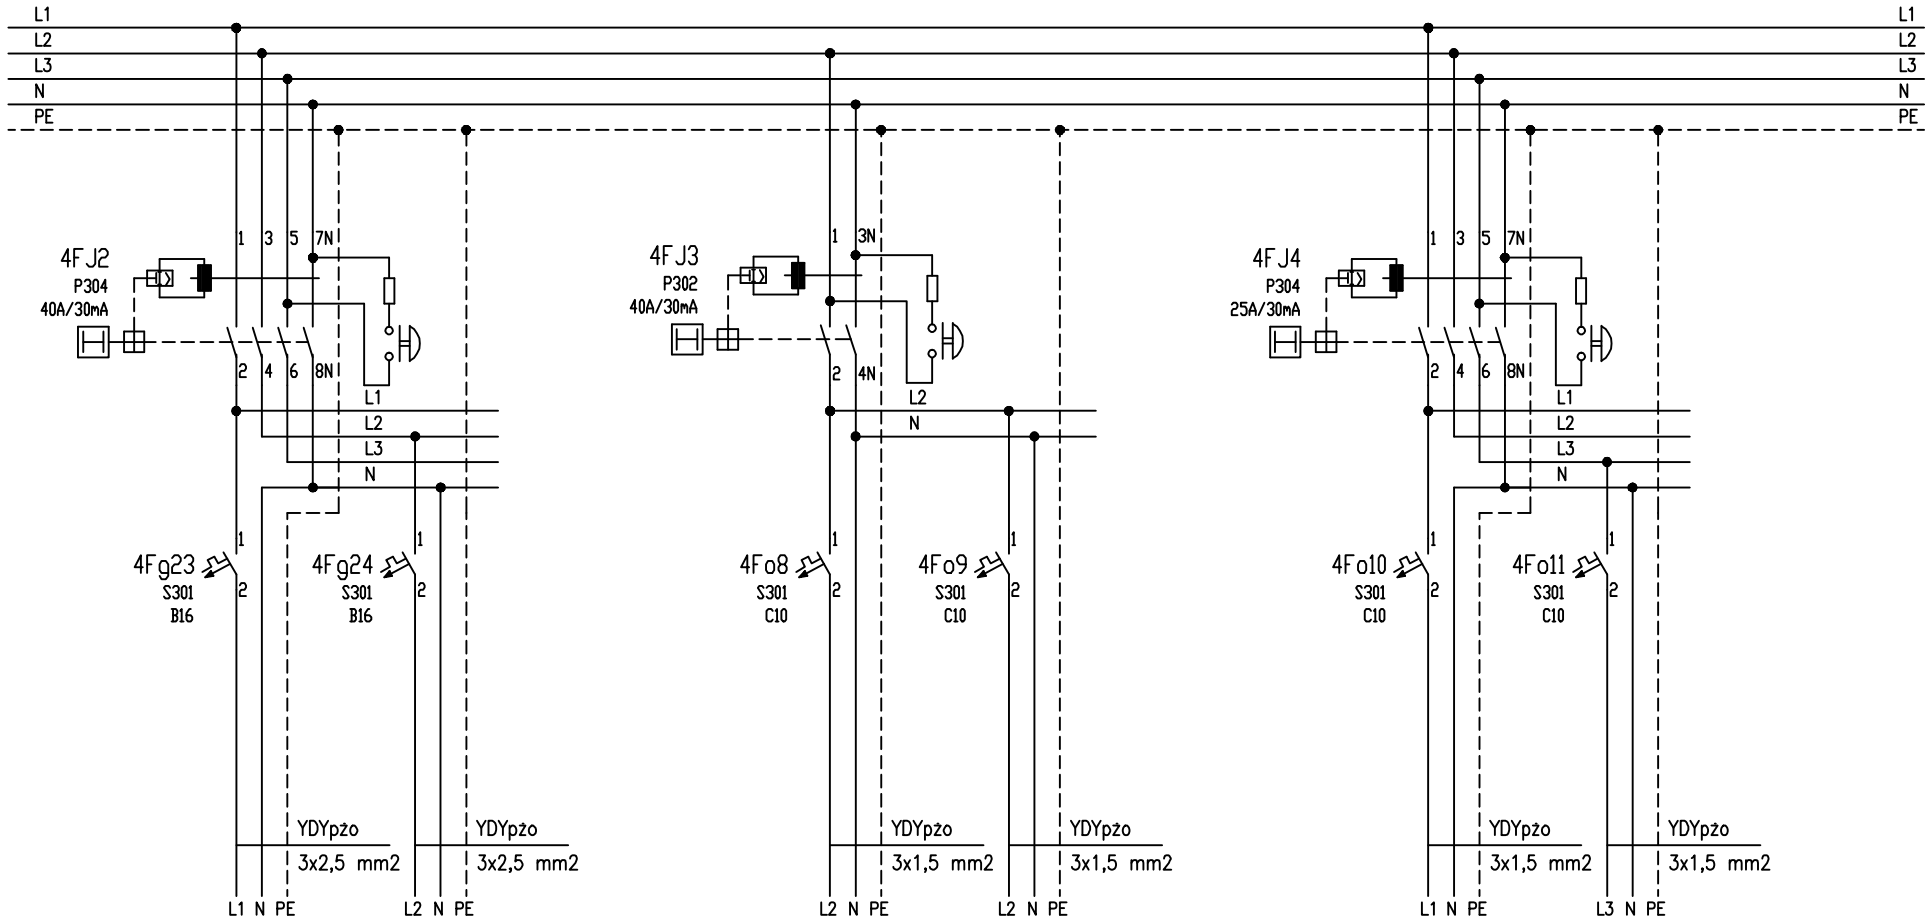 L1 L1
L2 L2
L3 L3
N N
PE PE
1 3 5 7N
4FJ2
P304
40A/30mA
2 4 6 8N
L1
L2
L3
N
1 3N
4FJ3
P302
40A/30mA
2 4N
L2
N
1 3 5 7N
4FJ4
P304
25A/30mA
2 4 6 8N
L1
L2
L3
N
1
4Fg23
S301
B16
2
1
4Fg24
S301
B16
2
1
4Fo8
S301
C10
2
1
4Fo9
S301
C10
2
1
4Fo10
S301
C10
2
1
4Fo11
S301
C10
2
YDYpżo
3x2,5 mm2
YDYpżo
3x2,5 mm2
YDYpżo
3x1,5 mm2
YDYpżo
3x1,5 mm2
YDYpżo
3x1,5 mm2
YDYpżo
3x1,5 mm2
L1 N PE L2 N PE L2 N PE L2 N PE L1 N PE L3 N PE